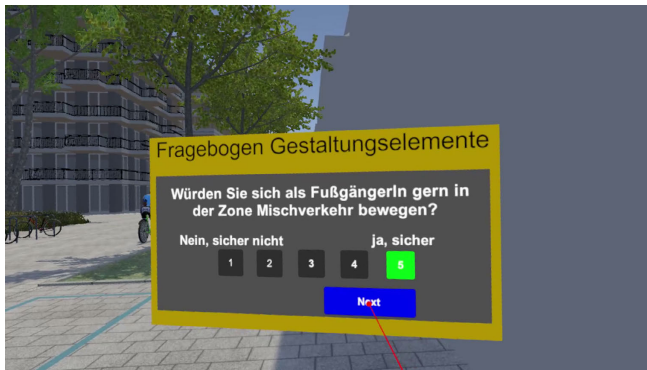 Fragebogen Gestaltungselemente
Würden Sie sich als FußgängerIn gern in
der Zone Mischverkehr bewegen?
Nein, sicher nicht ja, sicher
1 2 3 4 5
Next